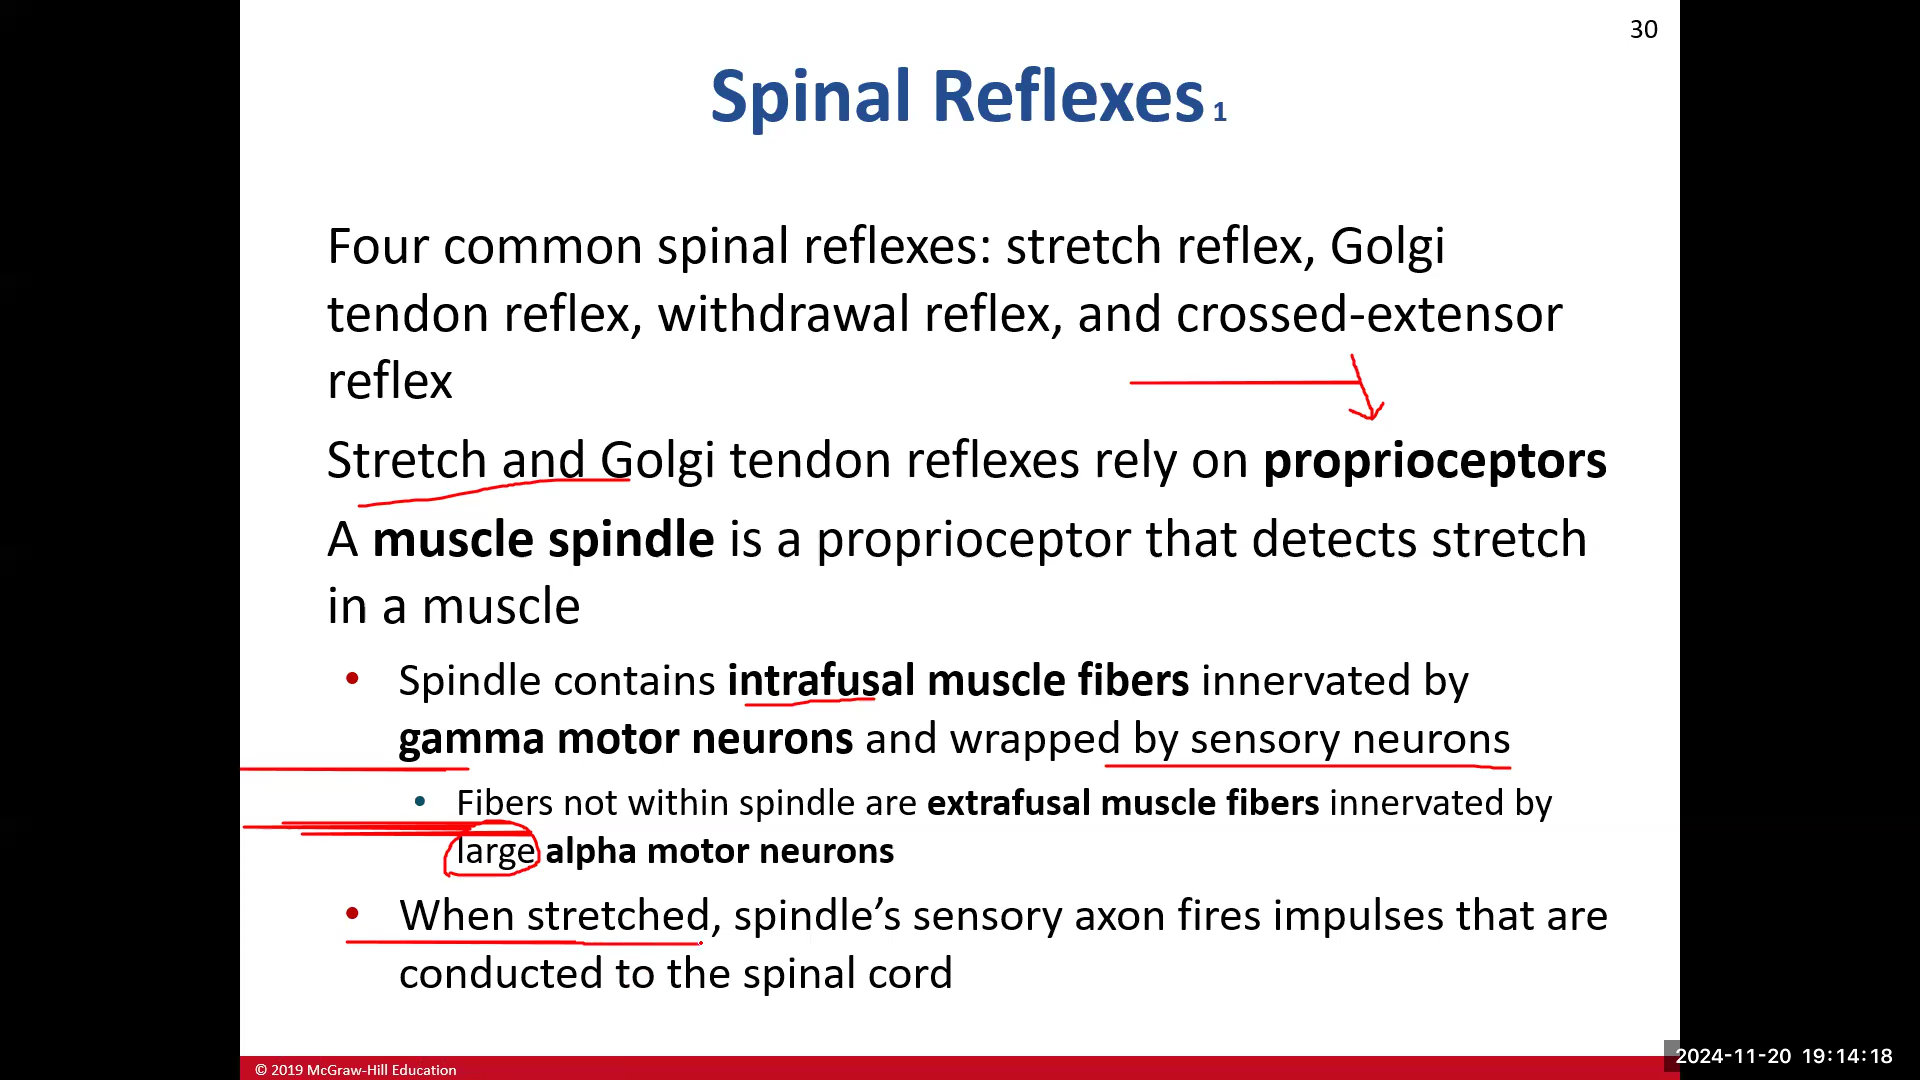 30
Spinal Reflexes 1
Four common spinal reflexes: stretch reflex, Golgi
tendon reflex, withdrawal reflex, and crossed-extensor
reflex
Stretch and Golgi tendon reflexes rely on proprioceptors
A muscle spindle is a proprioceptor that detects stretch
in a muscle
• Spindle contains intrafusal muscle fibers innervated by
gamma motor neurons and wrapped by sensory neurons
• Fibers not within spindle are extrafusal muscle fibers innervated by
large alpha motor neurons
• When stretched, spindle’s sensory axon fires impulses that are
conducted to the spinal cord
© 2019 McGraw-Hill Education
2024-11-20 19:14:18